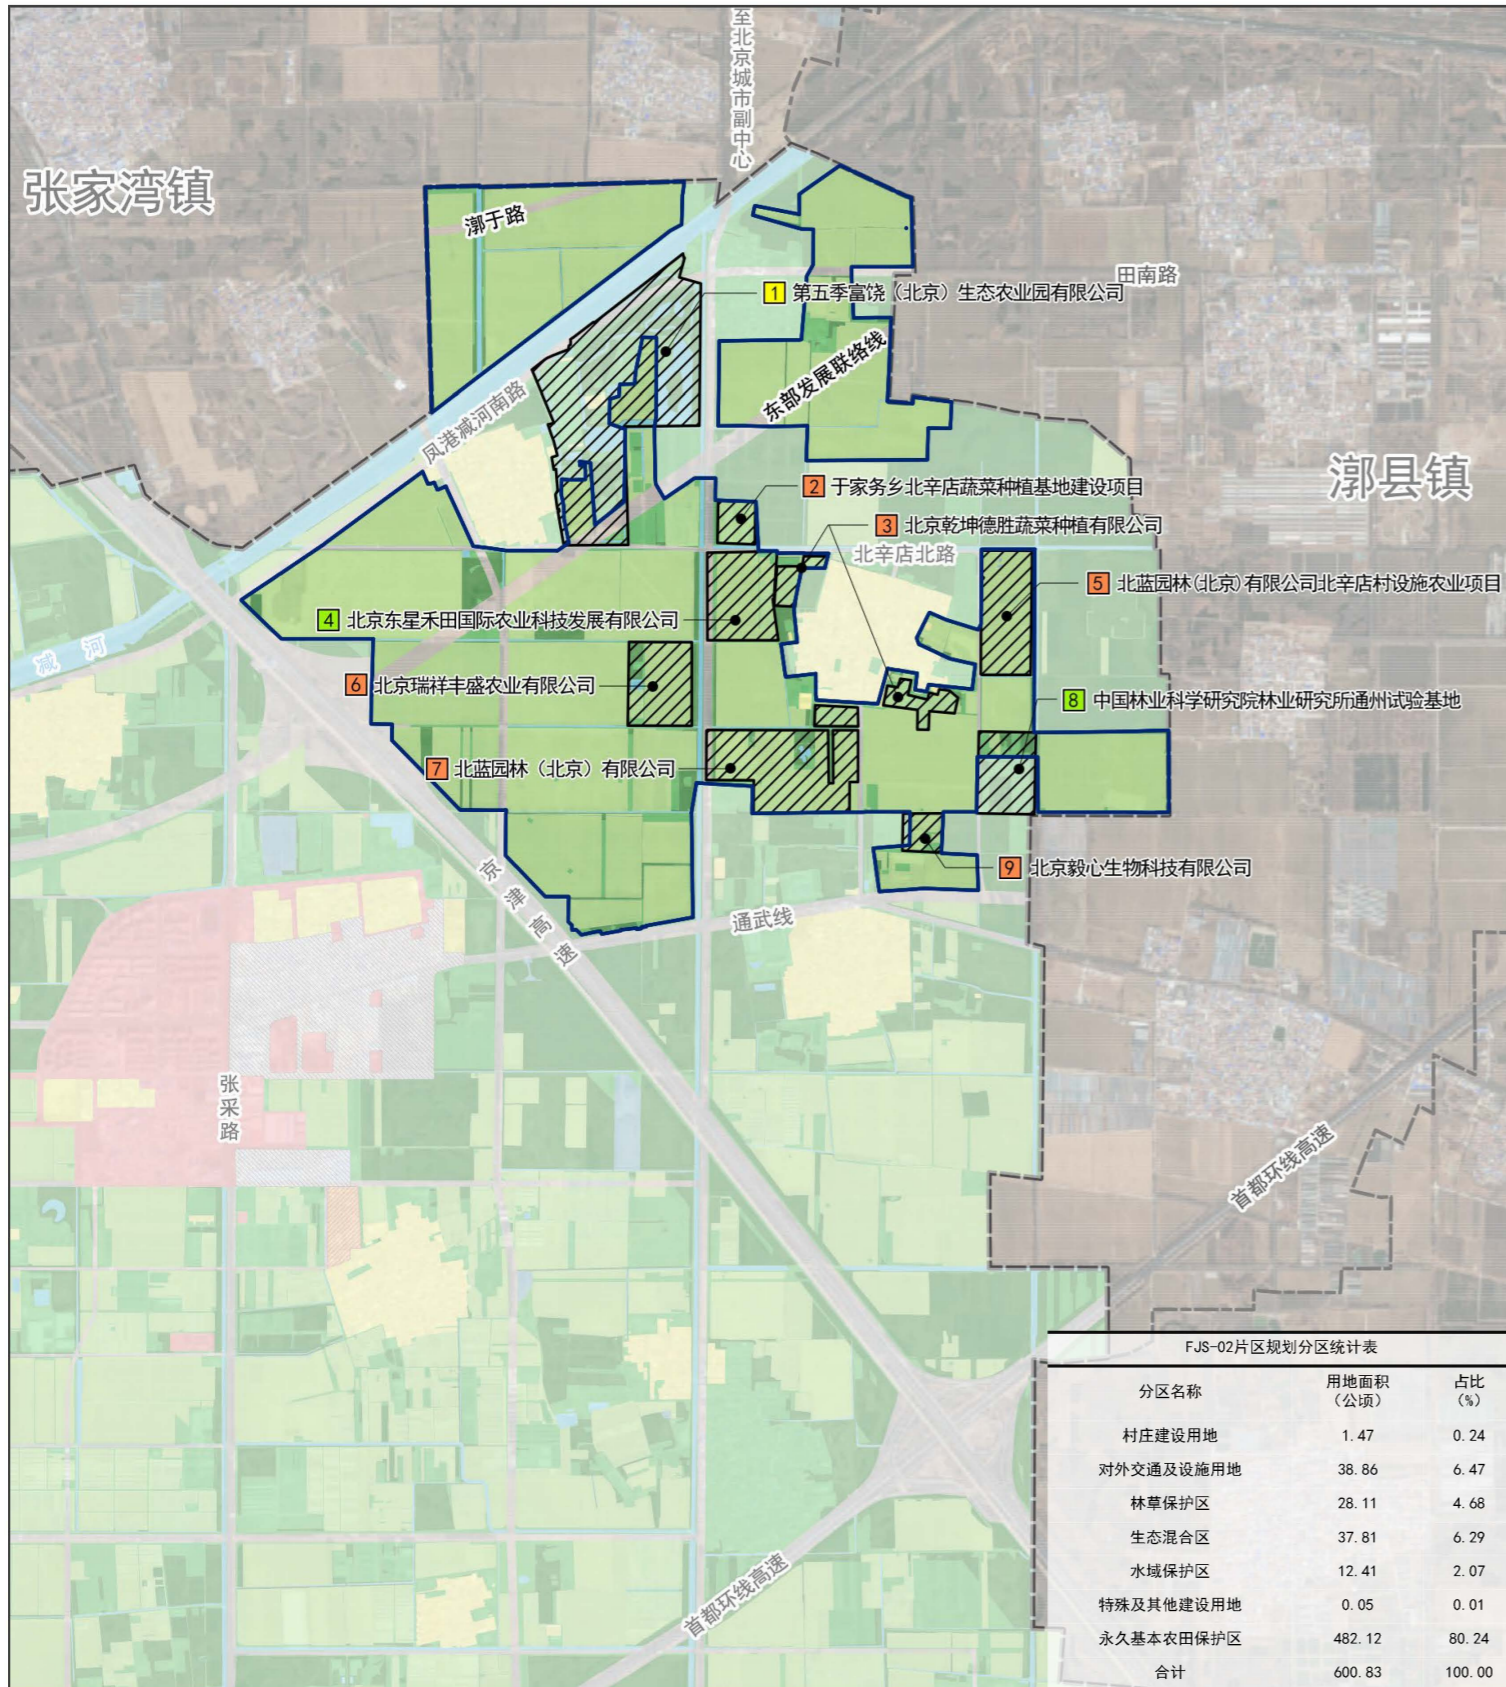 至北京城市副中心
张家湾镇
漷于路
田南路
1 第五季富饶（北京）生态农业园有限公司
东部发展联络线
凤港减河南路
漷县镇
2 于家务乡北辛店蔬菜种植基地建设项目
3 北京乾坤德胜蔬菜种植有限公司
北辛店北路
5 北蓝园林(北京)有限公司北辛店村设施农业项目
4 北京东星禾田国际农业科技发展有限公司
减河
6 北京瑞祥丰盛农业有限公司
8 中国林业科学研究院林业研究所通州试验基地
7 北蓝园林（北京）有限公司
9 北京毅心生物科技有限公司
京津高速
通武线
张采路
首都环线高速
首都环线高速
FJS-02片区规划分区统计表
分区名称 用地面积（公顷） 占比（%）
村庄建设用地 1.47 0.24
对外交通及设施用地 38.86 6.47
林草保护区 28.11 4.68
生态混合区 37.81 6.29
水域保护区 12.41 2.07
特殊及其他建设用地 0.05 0.01
永久基本农田保护区 482.12 80.24
合计 600.83 100.00